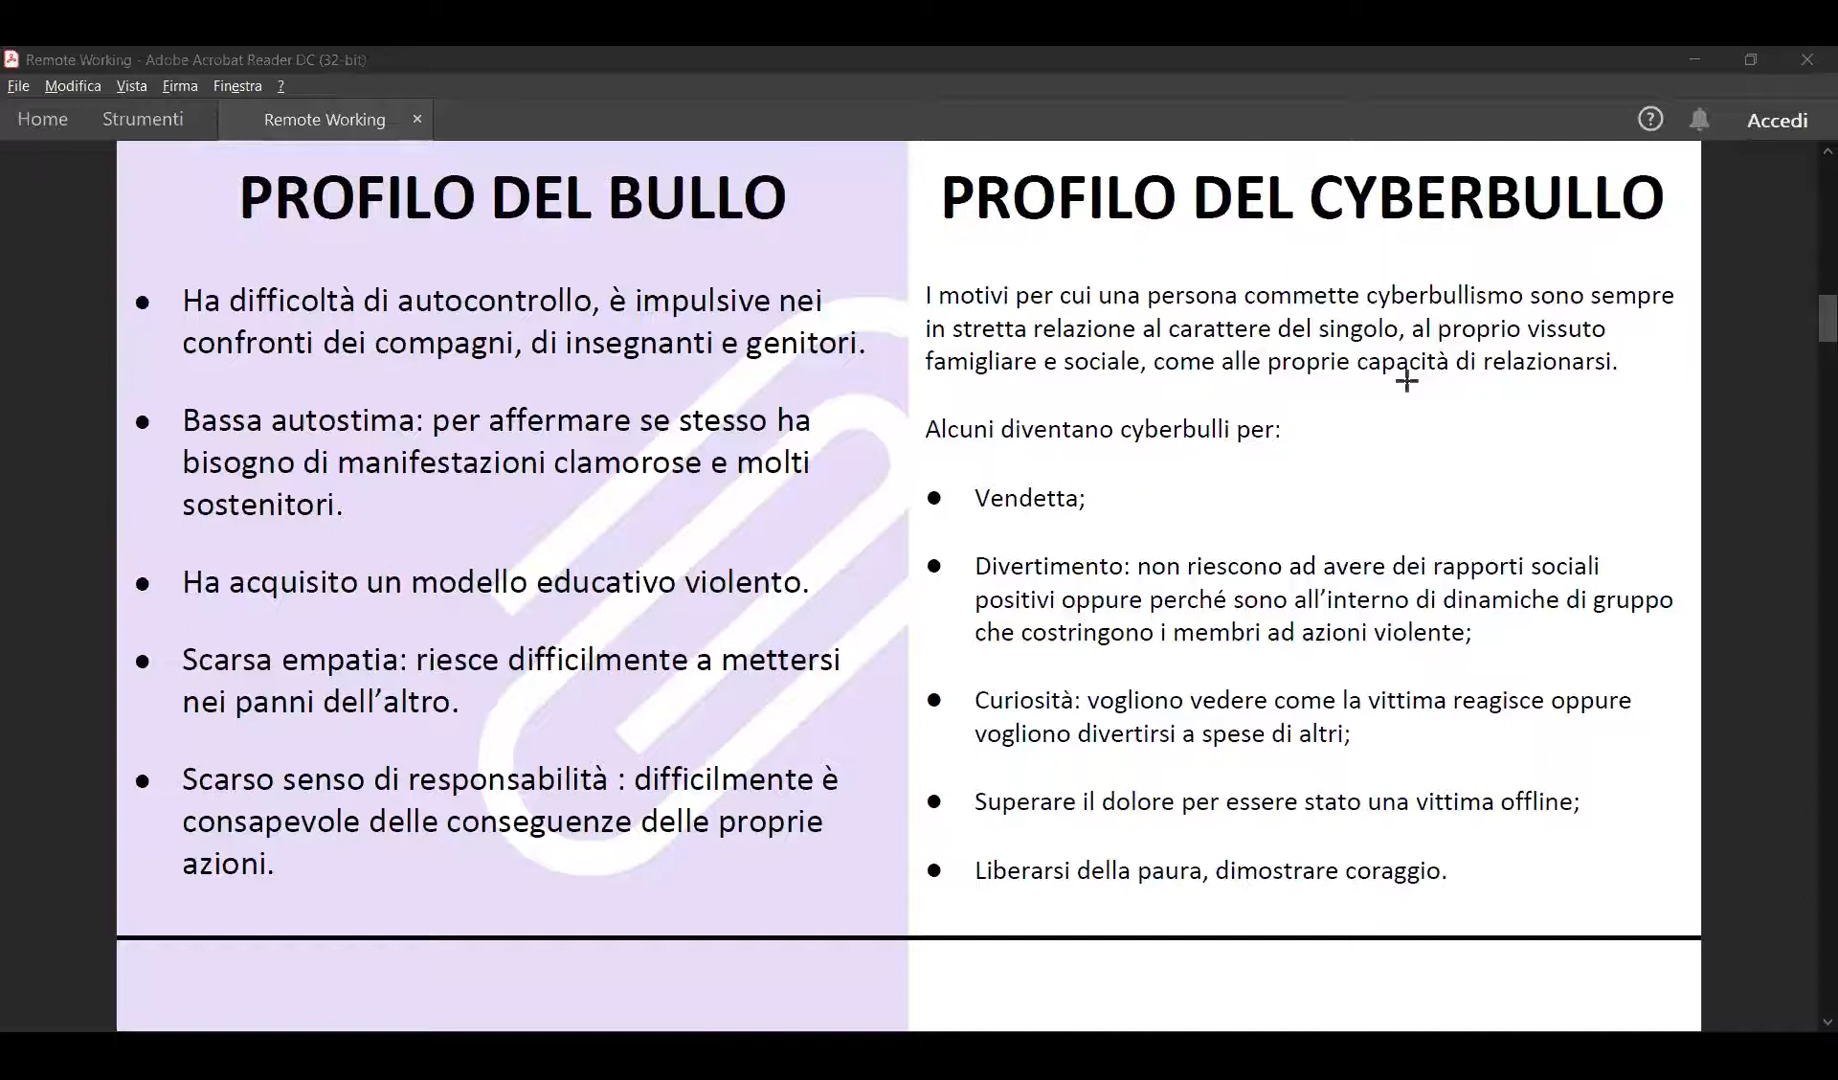 Remote Working - Adobe Acrobat Reader DC (32-bit)
File Modifica Vista Firma Finestra ?
Home Strumenti Remote Working × ? Accedi
PROFILO DEL BULLO
● Ha difficoltà di autocontrollo, è impulsive nei
confronti dei compagni, di insegnanti e genitori.
● Bassa autostima: per affermare se stesso ha
bisogno di manifestazioni clamorose e molti
sostenitori.
● Ha acquisito un modello educativo violento.
● Scarsa empatia: riesce difficilmente a mettersi
nei panni dell’altro.
● Scarso senso di responsabilità : difficilmente è
consapevole delle conseguenze delle proprie
azioni.
PROFILO DEL CYBERBULLO
I motivi per cui una persona commette cyberbullismo sono sempre
in stretta relazione al carattere del singolo, al proprio vissuto
famigliare e sociale, come alle proprie capacità di relazionarsi.
Alcuni diventano cyberbulli per:
● Vendetta;
● Divertimento: non riescono ad avere dei rapporti sociali
positivi oppure perché sono all’interno di dinamiche di gruppo
che costringono i membri ad azioni violente;
● Curiosità: vogliono vedere come la vittima reagisce oppure
vogliono divertirsi a spese di altri;
● Superare il dolore per essere stato una vittima offline;
● Liberarsi della paura, dimostrare coraggio.